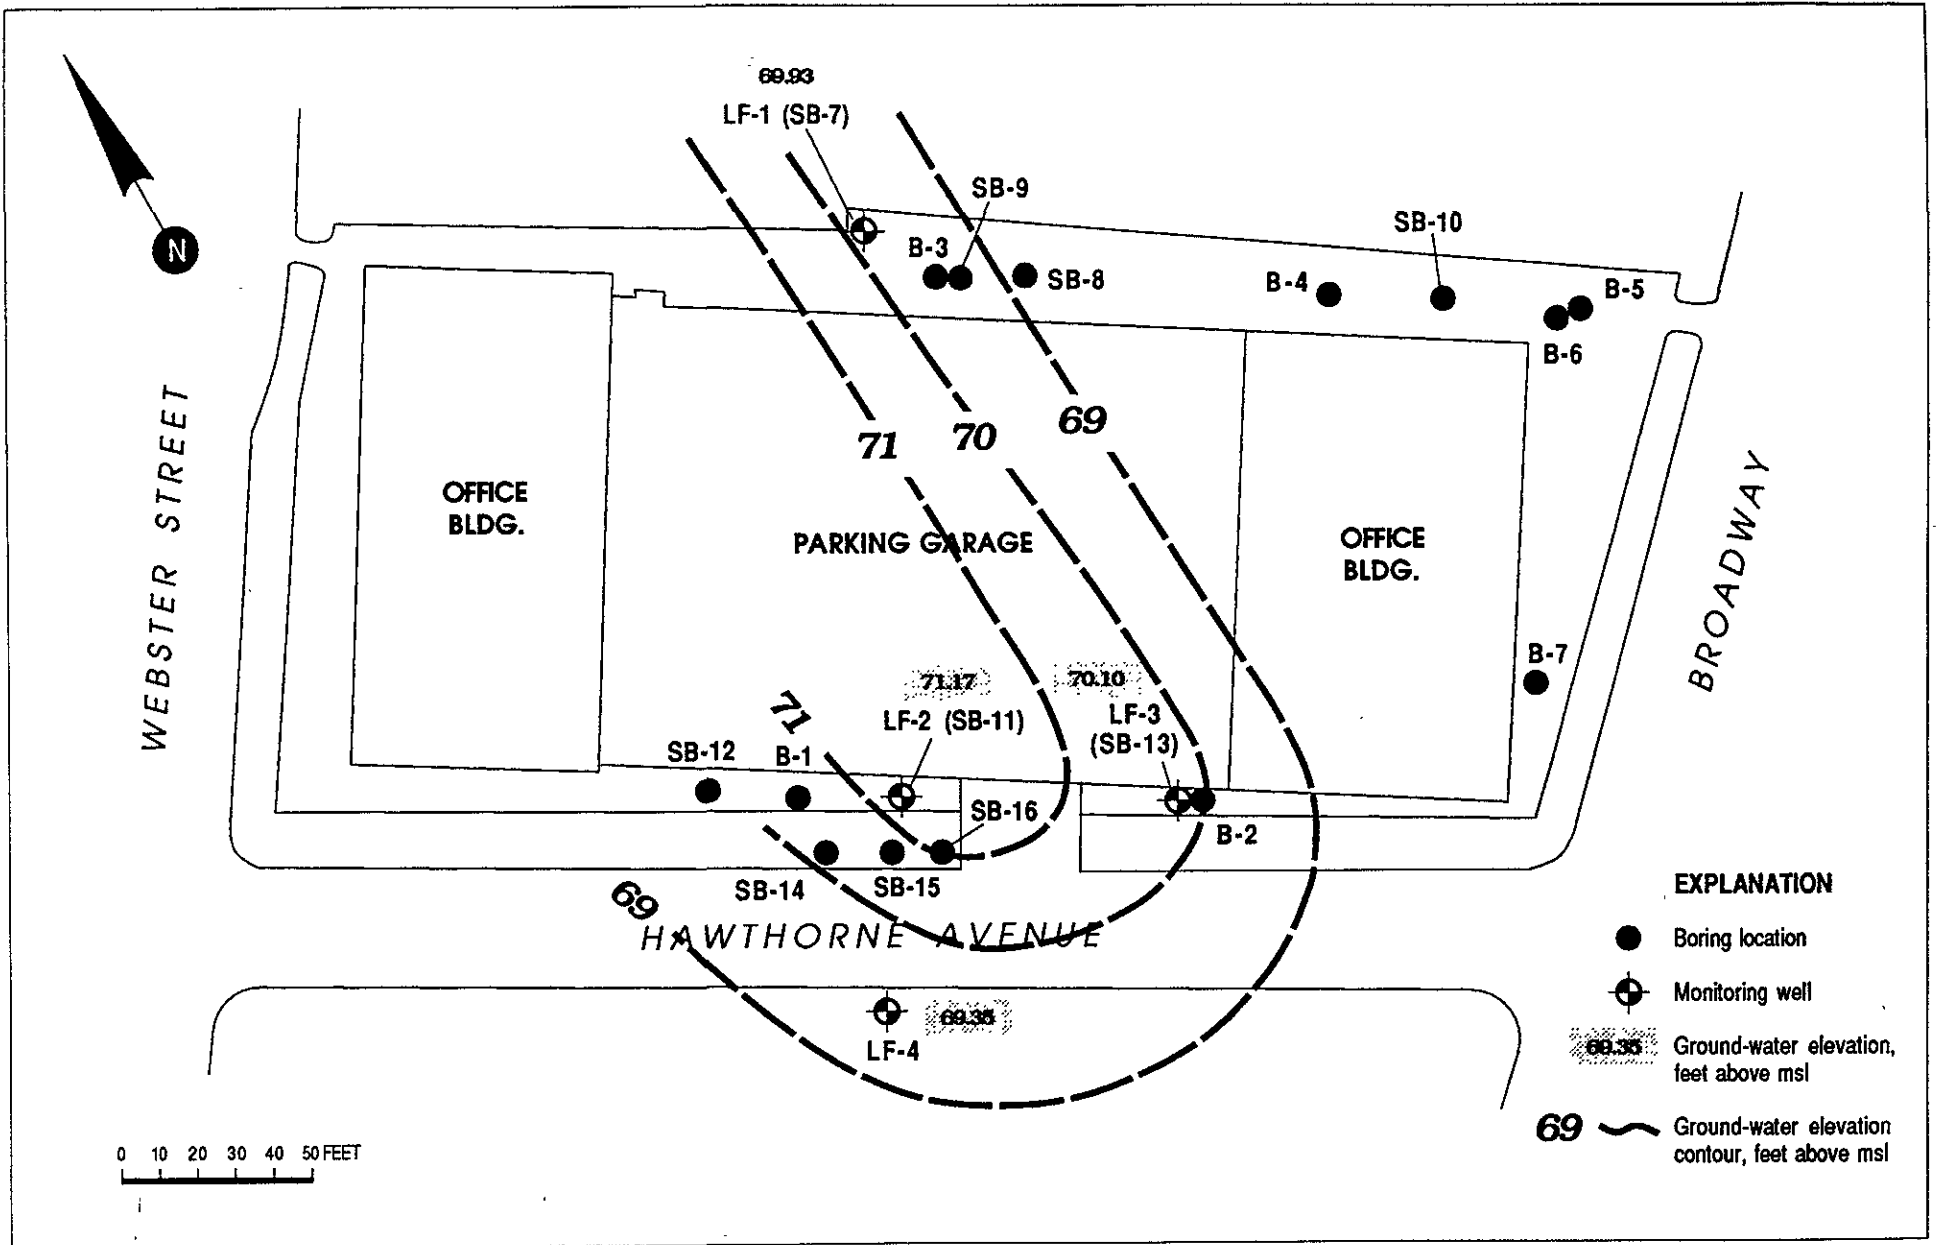 69.93
LF-1 (SB-7)
SB-9
SB-10
N
B-3
SB-8
B-4
B-5
B-6
71
70
69
WEBSTER STREET
OFFICE
BLDG.
PARKING GARAGE
OFFICE
BLDG.
BROADWAY
B-7
71.17
70.10
71
LF-2 (SB-11)
LF-3
(SB-13)
SB-12
B-1
SB-16
B-2
SB-14
SB-15
69
HAWTHORNE AVENUE
69.35
LF-4
EXPLANATION
Boring location
Monitoring well
69.35 Ground-water elevation,
feet above msl
69 Ground-water elevation
contour, feet above msl
0 10 20 30 40 50 FEET